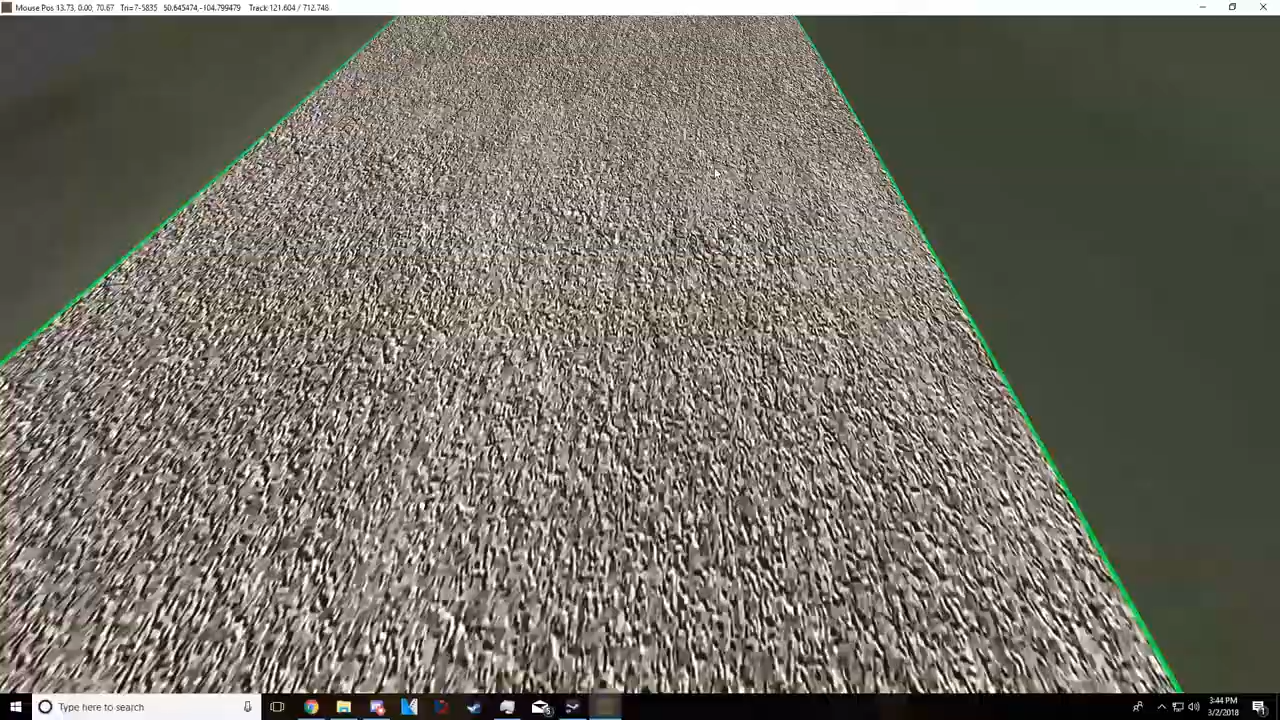 Mouse Pos 13.73, 0.00, 70.67 Tri=7-5835 50.645474,-104.799479 Track:121.604 / 712.748
Type here to search
3:44 PM
3/2/2018